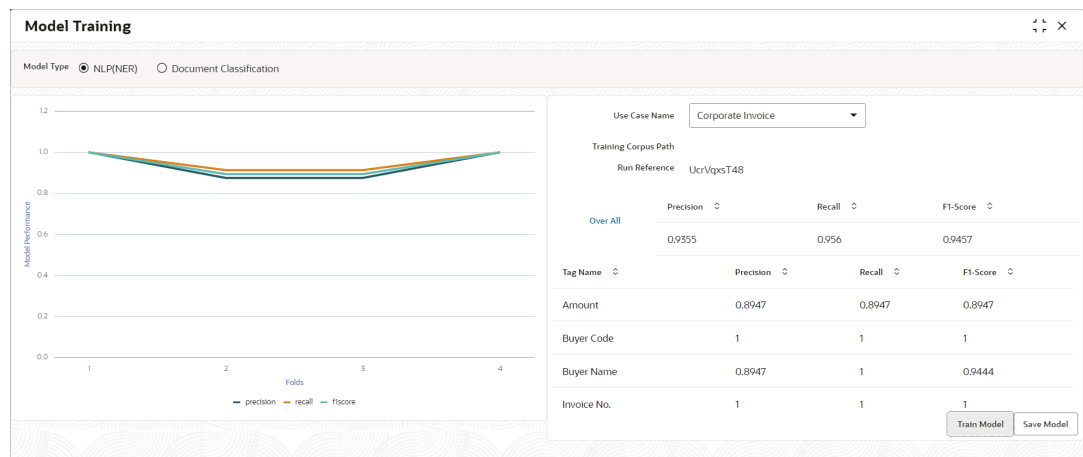 Model Training
Model Type NLP(NER) Document Classification
1.2
1.0
0.8
0.6
0.4
0.2
0.0
Model Performance
1 2 3 4
Folds
precision recall f1score
Use Case Name Corporate Invoice
Training Corpus Path
Run Reference UcrVqxsT48
Over All
Precision Recall F1-Score
0.9355 0.956 0.9457
Tag Name Precision Recall F1-Score
Amount 0.8947 0.8947 0.8947
Buyer Code 1 1 1
Buyer Name 0.8947 1 0.9444
Invoice No. 1 1 1
Train Model Save Model